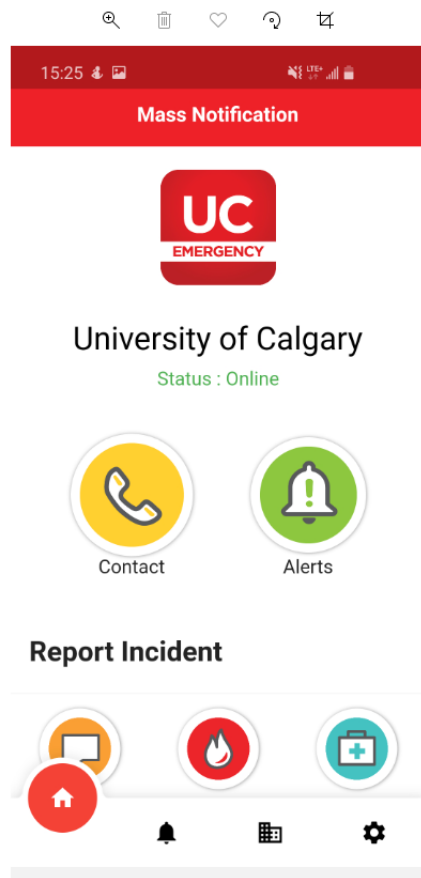 15:25
LTE+
Mass Notification
UC
EMERGENCY
University of Calgary
Status : Online
Contact
Alerts
Report Incident